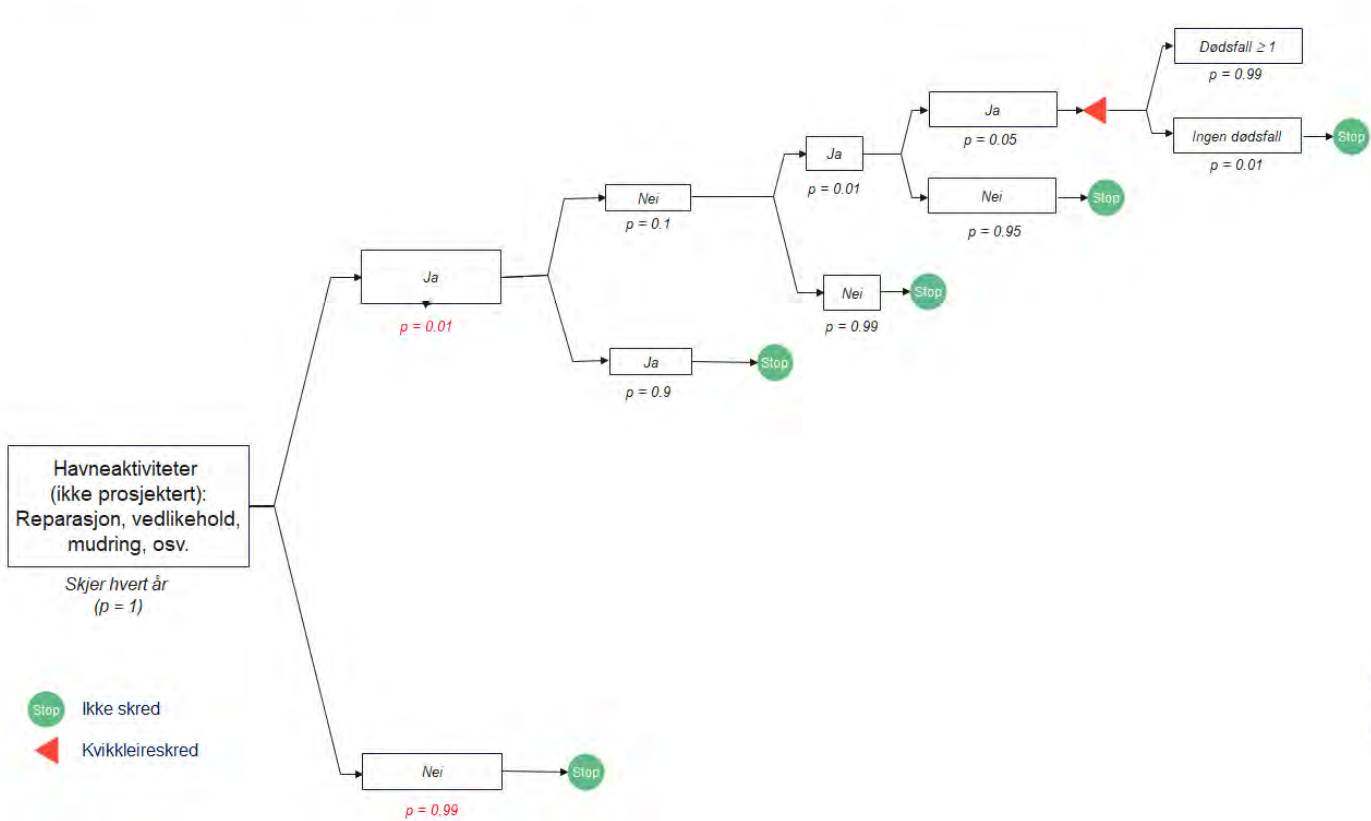 Dødsfall ≥ 1
p = 0.99
Ja
p = 0.05
Ingen dødsfall
Stop
p = 0.01
Ja
p = 0.01
Nei
Stop
p = 0.95
Nei
p = 0.1
Ja
p = 0.01
Nei
Stop
p = 0.99
Ja
Stop
p = 0.9
Havneaktiviteter
(ikke prosjektert):
Reparasjon, vedlikehold,
mudring, osv.
Skjer hvert år
(p = 1)
Stop
Ikke skred
Kvikkleireskred
Nei
Stop
p = 0.99